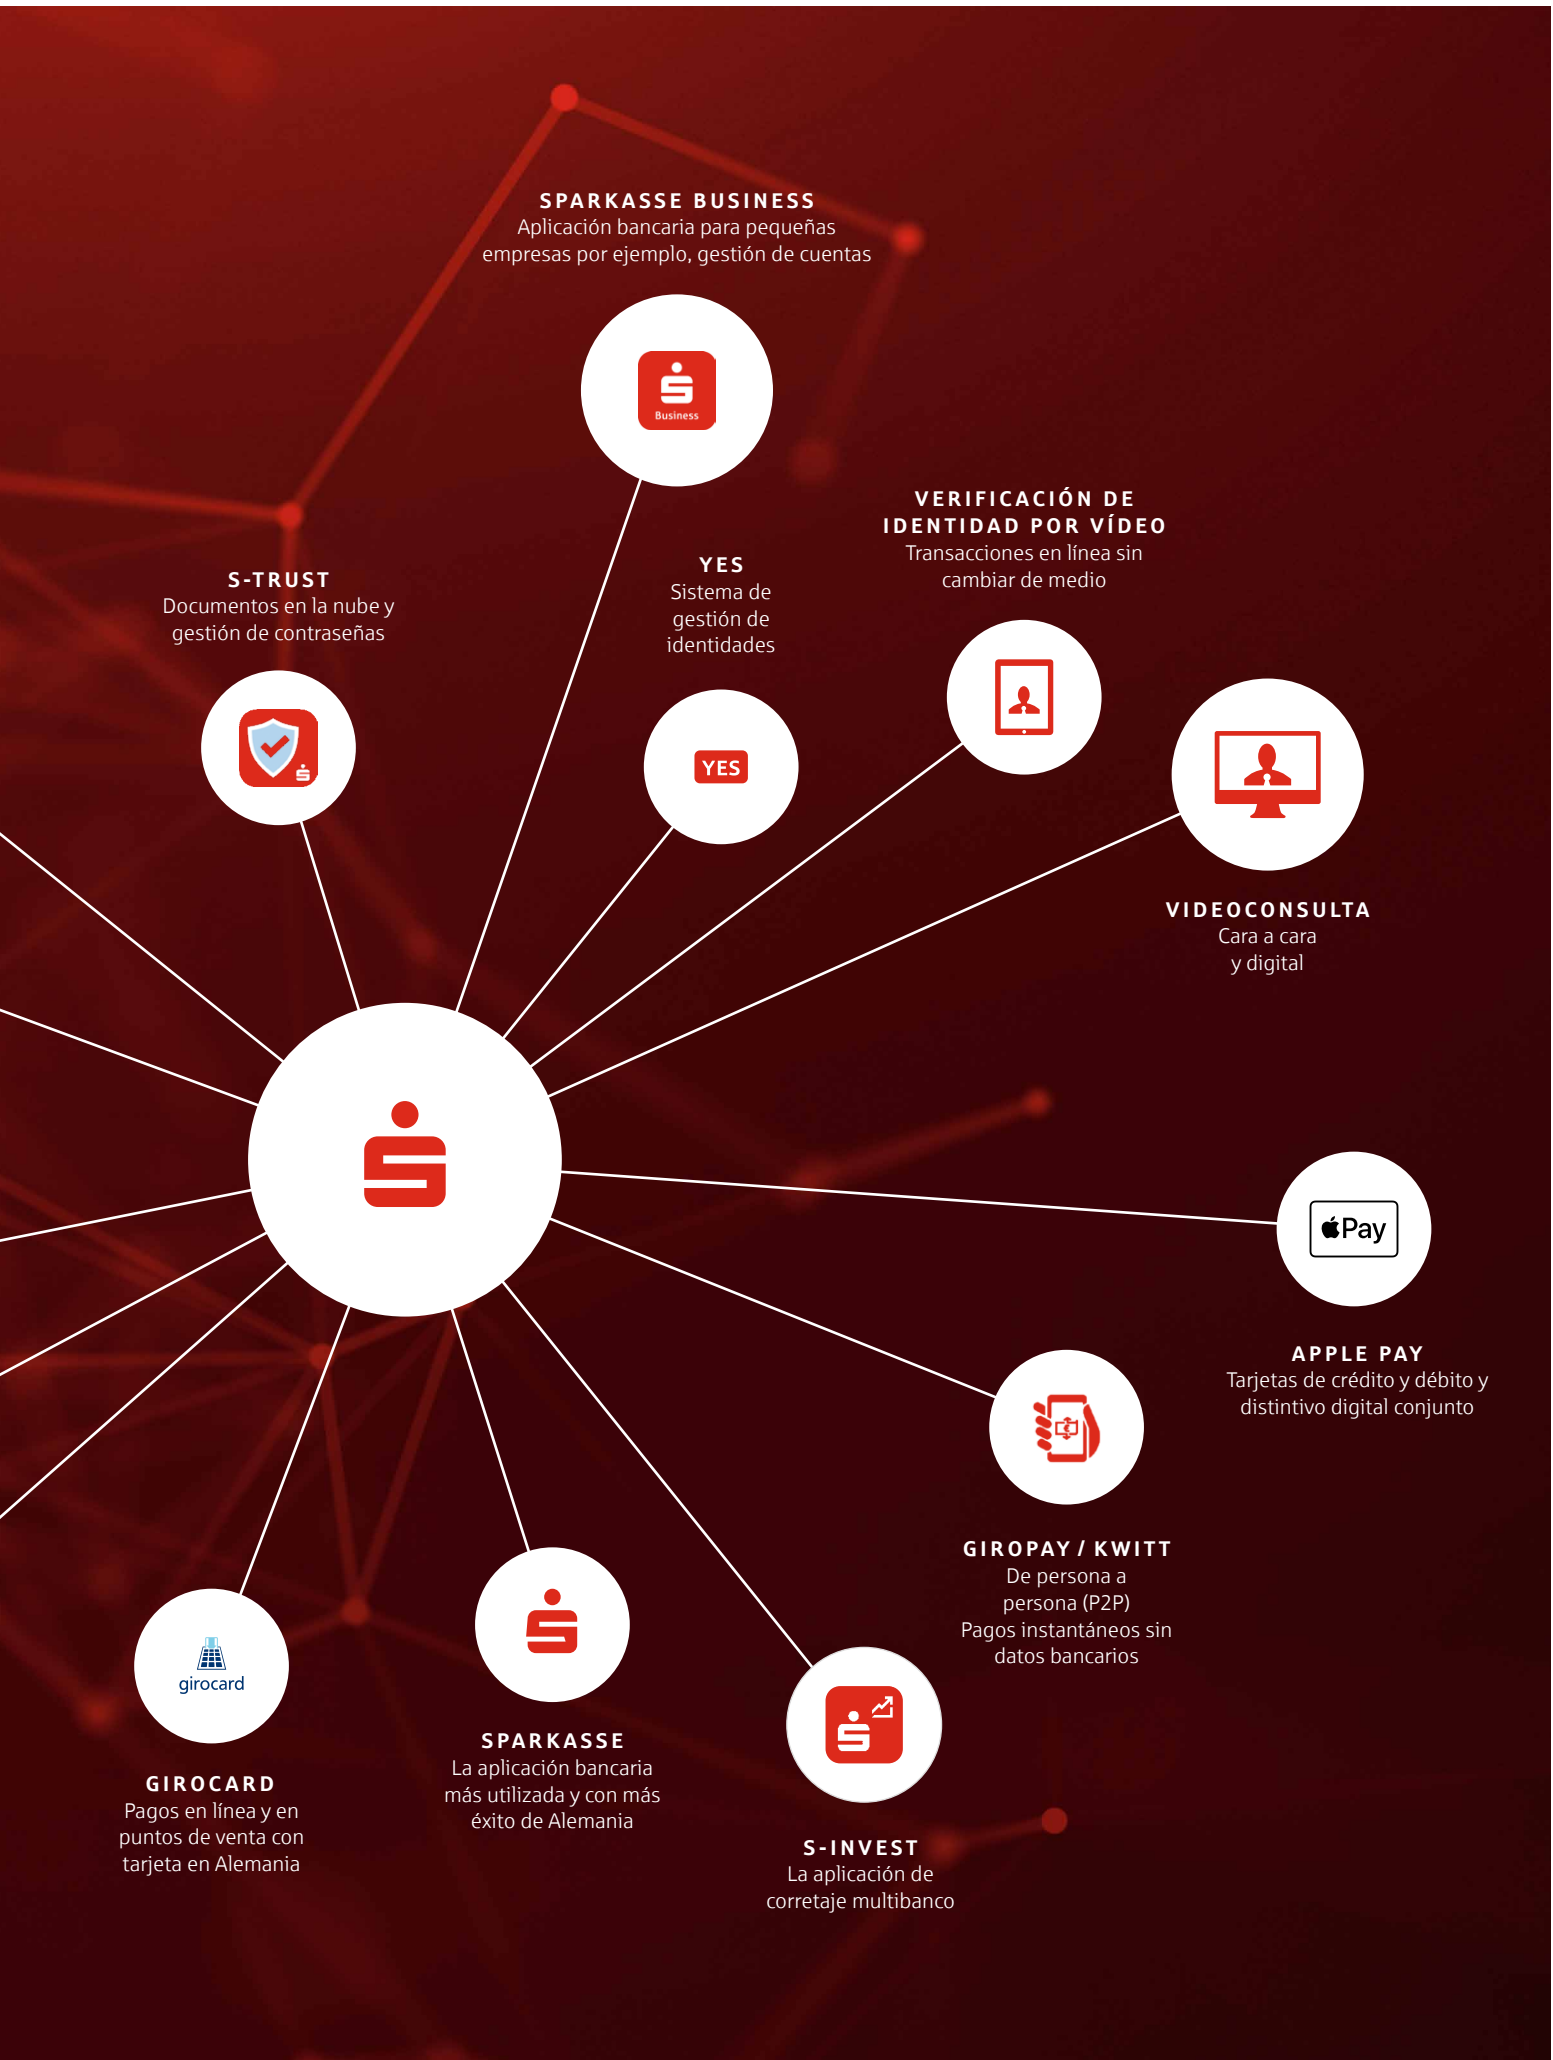 SPARKASSE BUSINESS
Aplicación bancaria para pequeñas
empresas por ejemplo, gestión de cuentas
Business
VERIFICACIÓN DE
IDENTIDAD POR VÍDEO
Transacciones en línea sin
cambiar de medio
YES
Sistema de
gestión de
identidades
YES
S-TRUST
Documentos en la nube y
gestión de contraseñas
VIDEOCONSULTA
Cara a cara
y digital
Pay
APPLE PAY
Tarjetas de crédito y débito y
distintivo digital conjunto
GIROPAY / KWITT
De persona a
persona (P2P)
Pagos instantáneos sin
datos bancarios
girocard
GIROCARD
Pagos en línea y en
puntos de venta con
tarjeta en Alemania
SPARKASSE
La aplicación bancaria
más utilizada y con más
éxito de Alemania
S-INVEST
La aplicación de
corretaje multibanco